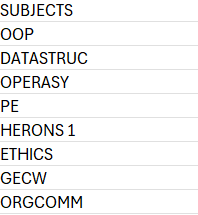 SUBJECTS
OOP
DATASTRUC
OPERASY
PE
HERONS 1
ETHICS
GECW
ORGCOMM